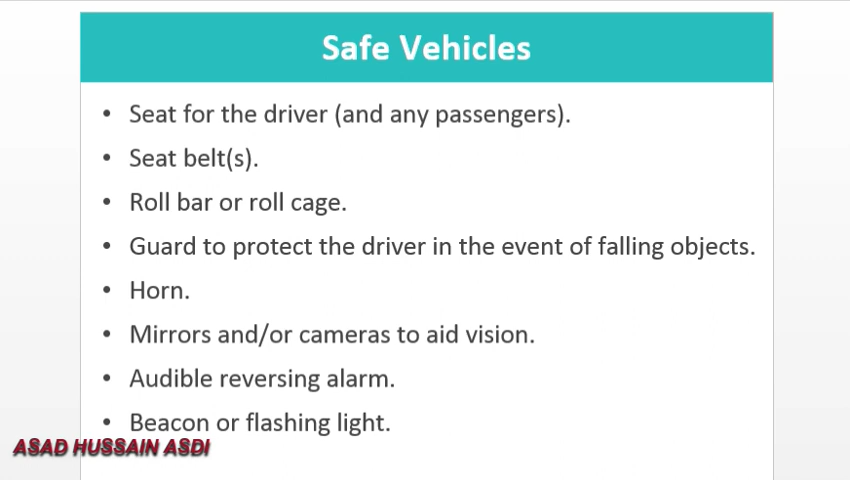 Safe Vehicles
• Seat for the driver (and any passengers).
• Seat belt(s).
• Roll bar or roll cage.
• Guard to protect the driver in the event of falling objects.
• Horn.
• Mirrors and/or cameras to aid vision.
• Audible reversing alarm.
• Beacon or flashing light.
ASAD HUSSAIN ASDI